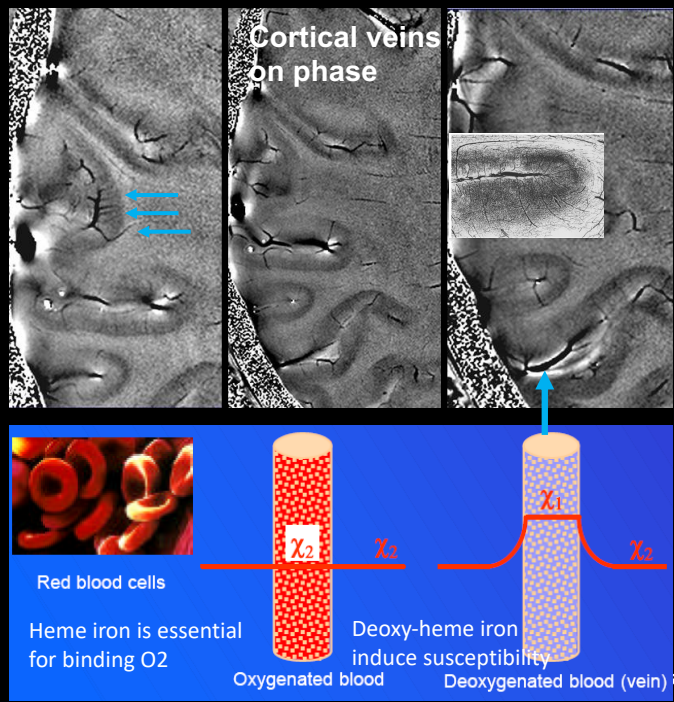 Cortical veins
on phase
χ1
χ2
χ2
χ2
Red blood cells
Heme iron is essential
for binding O2
Deoxy-heme iron
induce susceptibility
Oxygenated blood
Deoxygenated blood (vein)